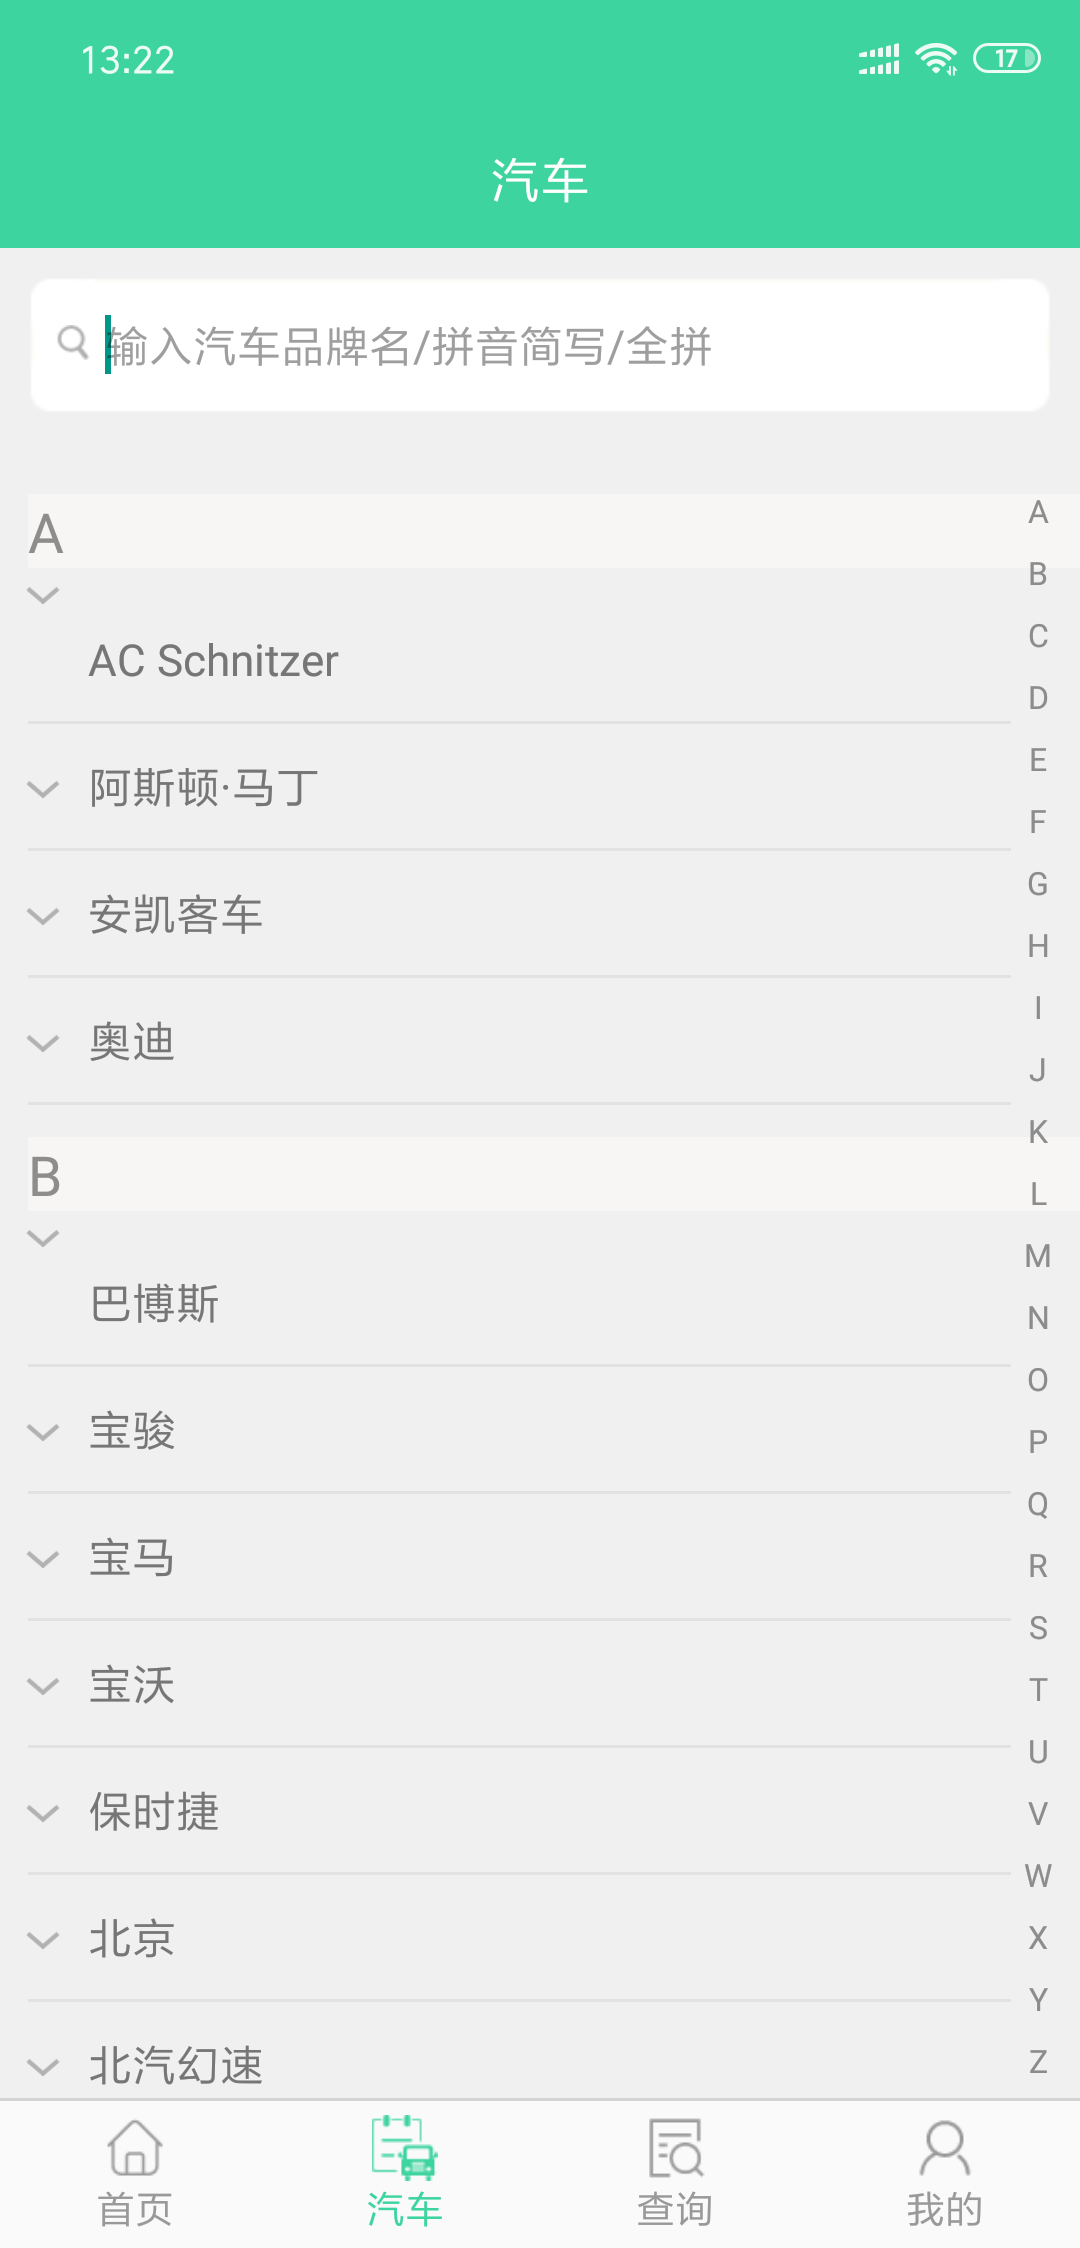 13:22
17
汽车
输入汽车品牌名/拼音简写/全拼
A
AC Schnitzer
阿斯顿·马丁
安凯客车
奥迪
B
巴博斯
宝骏
宝马
宝沃
保时捷
北京
北汽幻速
A
B
C
D
E
F
G
H
I
J
K
L
M
N
O
P
Q
R
S
T
U
V
W
X
Y
Z
首页
汽车
查询
我的